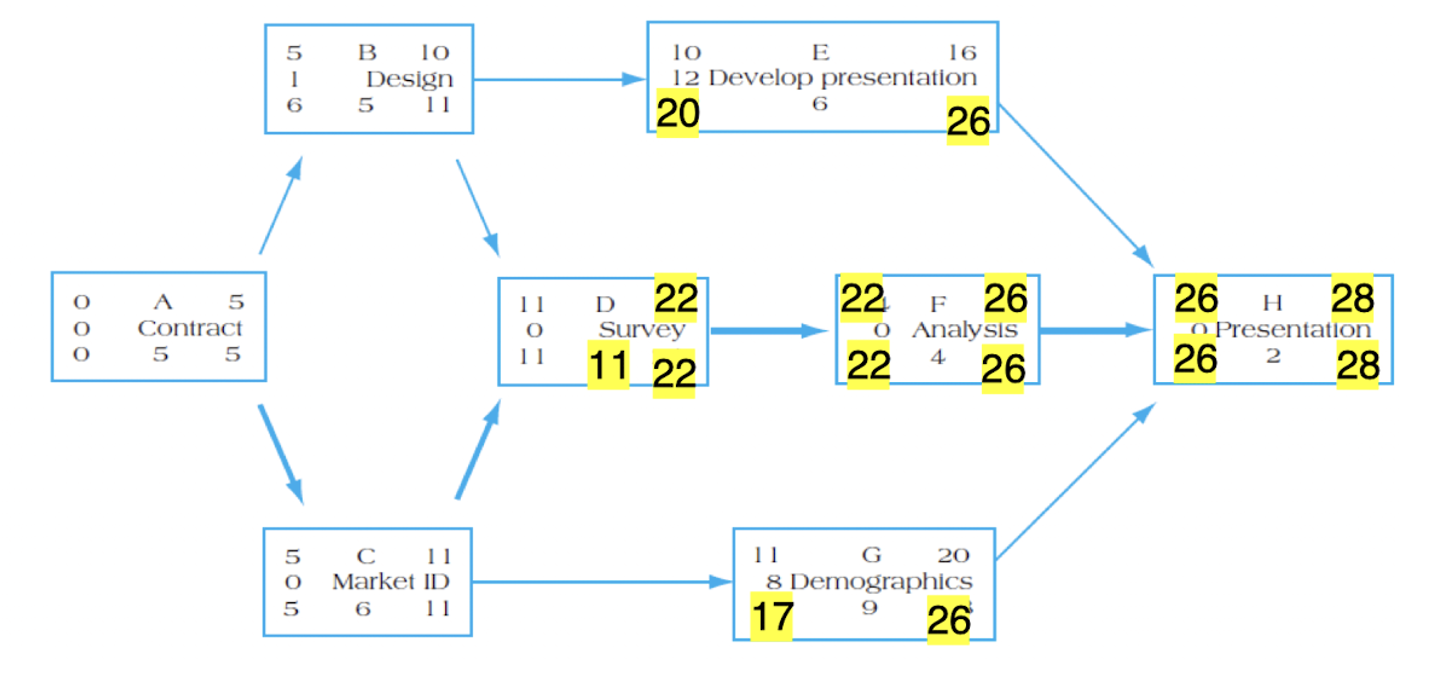 5 B 10
1 Design
6 5 11
10 E 16
12 Develop presentation
20 6 26
0 A 5
0 Contract
0 5 5
11 D 22
0 Survey
11 11 22
22 F 26
0 Analysis
22 4 26
26 H 28
0 Presentation
26 2 28
5 C 11
0 Market ID
5 6 11
11 G 20
8 Demographics
17 9 26